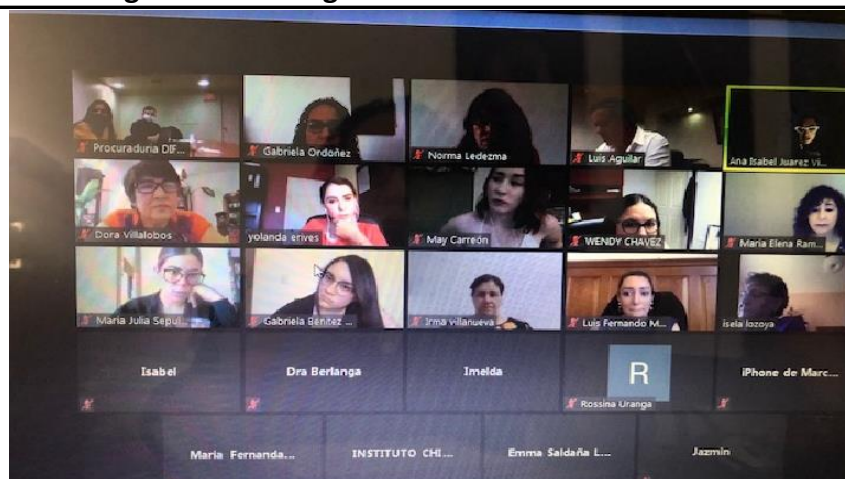 Procuraduria DIF...
Gabriela Ordoñez
Norma Ledezma
Luis Aguilar
Ana Isabel Juarez Vi...
Dora Villalobos
yolanda erives
May Carreón
WENDY CHAVEZ
Maria Elena Ram...
Maria Julia Sepul...
Gabriela Benitez ...
Irma villanueva
Luis Fernando M...
isela lozoya
Isabel
Dra Berlanga
Imelda
R
Rossina Uranga
iPhone de Marc...
Maria Fernanda...
INSTITUTO CHI...
Emma Saldaña L...
Jazmin